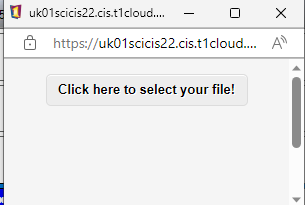 uk01scicis22.cis.t1cloud....
https://uk01scicis22.cis.t1cloud....
Click here to select your file!